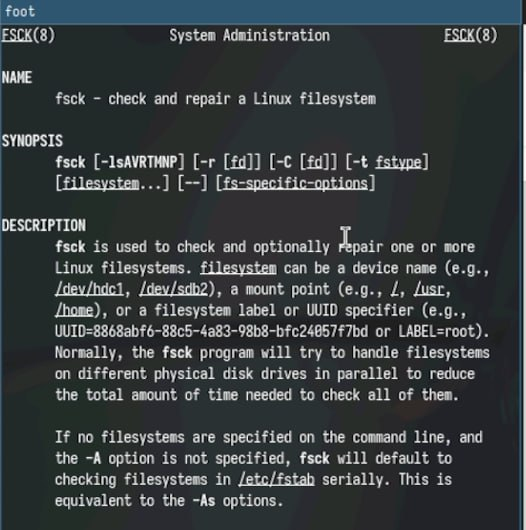 foot
FSCK(8) System Administration FSCK(8)
NAME
fsck - check and repair a Linux filesystem
SYNOPSIS
fsck [-lsAVRTMNP] [-r [fd]] [-C [fd]] [-t fstype]
[filesystem...] [--] [fs-specific-options]
DESCRIPTION
fsck is used to check and optionally repair one or more
Linux filesystems. filesystem can be a device name (e.g.,
/dev/hdc1, /dev/sdb2), a mount point (e.g., /, /usr,
/home), or a filesystem label or UUID specifier (e.g.,
UUID=8868abf6-88c5-4a83-98b8-bfc24057f7bd or LABEL=root).
Normally, the fsck program will try to handle filesystems
on different physical disk drives in parallel to reduce
the total amount of time needed to check all of them.
If no filesystems are specified on the command line, and
the -A option is not specified, fsck will default to
checking filesystems in /etc/fstab serially. This is
equivalent to the -As options.